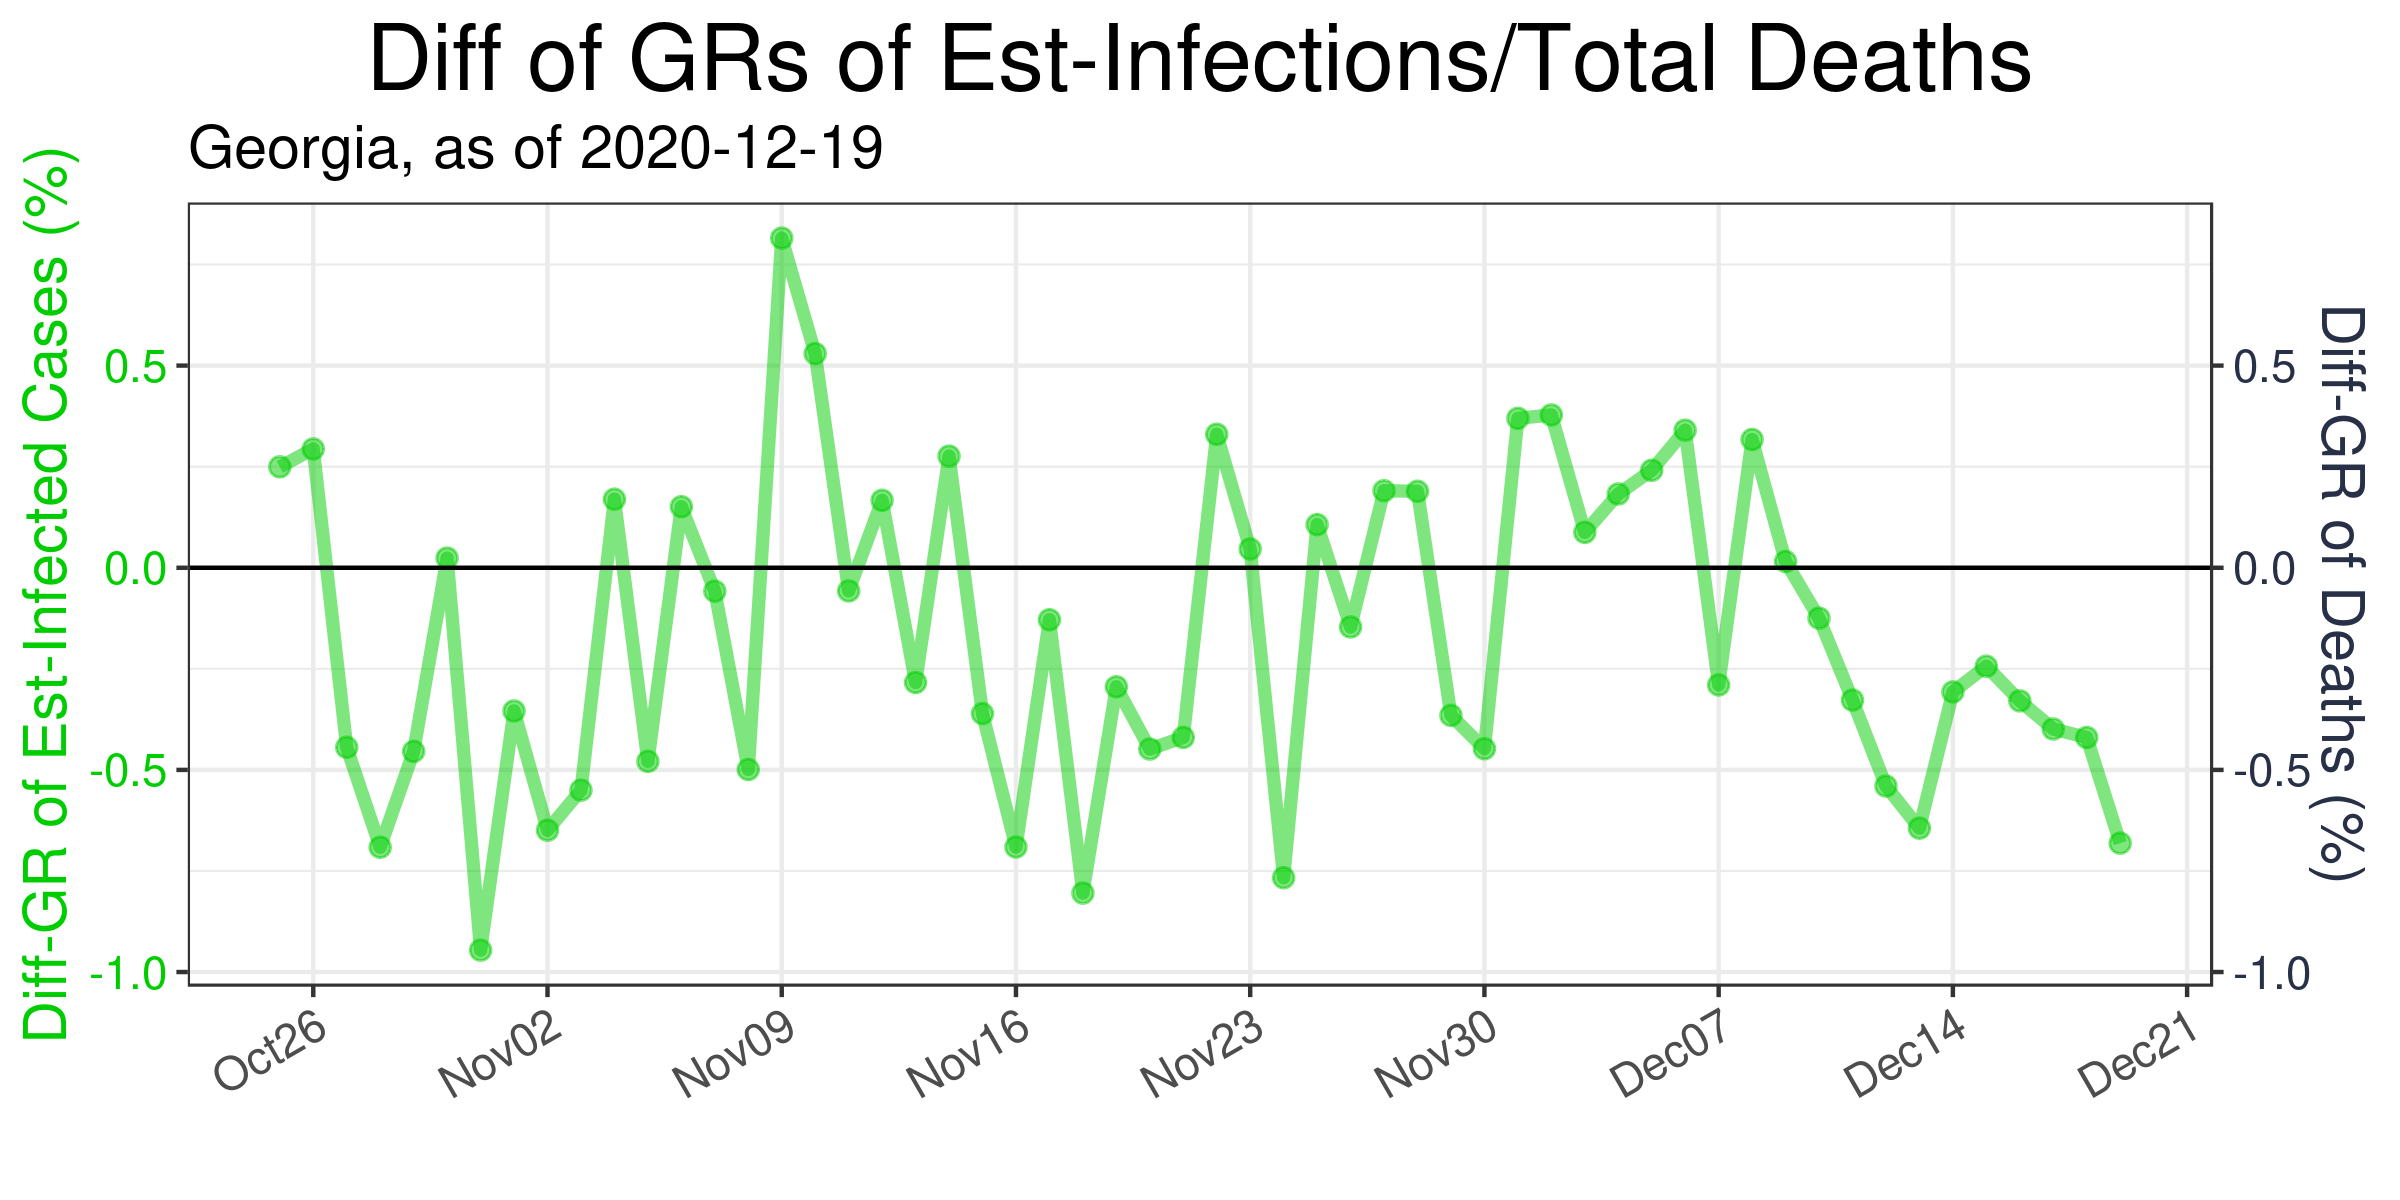 Diff of GRs of Est-Infections/Total Deaths
Georgia, as of 2020-12-19
Diff-GR of Est-Infected Cases (%)
0.5
0.0
-0.5
-1.0
0.5
0.0
-0.5
-1.0
Diff-GR of Deaths (%)
Oct26
Nov02
Nov09
Nov16
Nov23
Nov30
Dec07
Dec14
Dec21